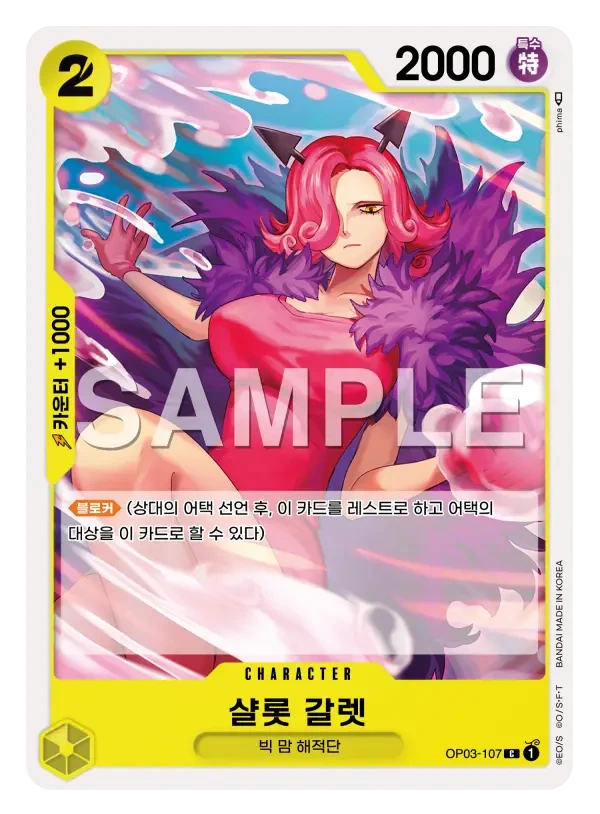 2
2000
특수
特
phima
카운터 +1000
SAMPLE
블로커 (상대의 어택 선언 후, 이 카드를 레스트로 하고 어택의
대상을 이 카드로 할 수 있다)
CHARACTER
샬롯 갈렛
빅 맘 해적단
OP03-107 C 1
©EO/S ©O/S·F·T BANDAI MADE IN KOREA